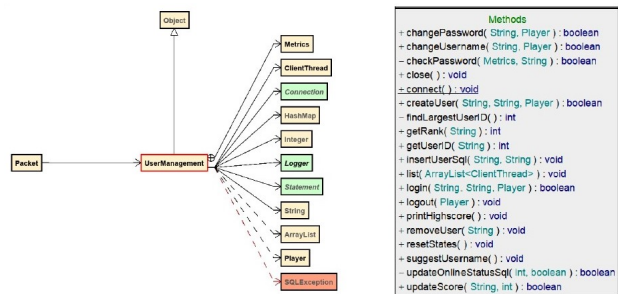 Object
Metrics
ClientThread
Connection
HashMap
Integer
Packet
UserManagement
Logger
Statement
String
ArrayList
Player
SQLException
Methods
+ changePassword( String, Player ) : boolean
+ changeUsername( String, Player ) : boolean
- checkPassword( Metrics, String ) : boolean
+ close( ) : void
+ connect( ) : void
+ createUser( String, String, Player ) : boolean
- findLargestUserID( ) : int
+ getRank( String ) : int
+ getUserID( String ) : int
+ insertUserSql( String, String ) : void
+ list( ArrayList<ClientThread> ) : void
+ login( String, String, Player ) : boolean
+ logout( Player ) : void
+ printHighscore( ) : void
+ removeUser( String ) : void
+ resetStates( ) : void
+ suggestUsername( ) : void
- updateOnlineStatusSql( int, boolean ) : boolean
+ updateScore( String, int ) : boolean